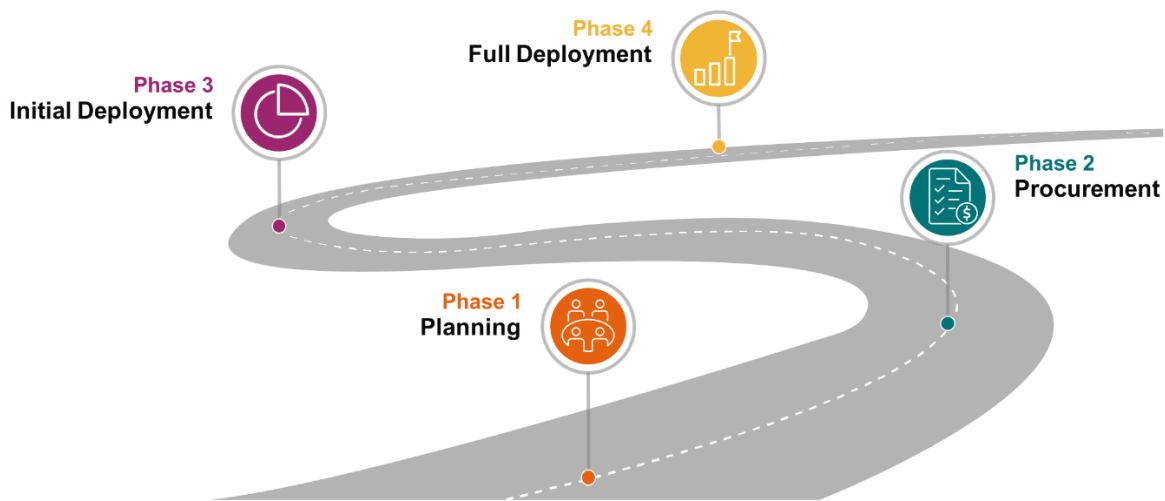 Phase 4
Full Deployment
Phase 3
Initial Deployment
Phase 2
Procurement
$
Phase 1
Planning